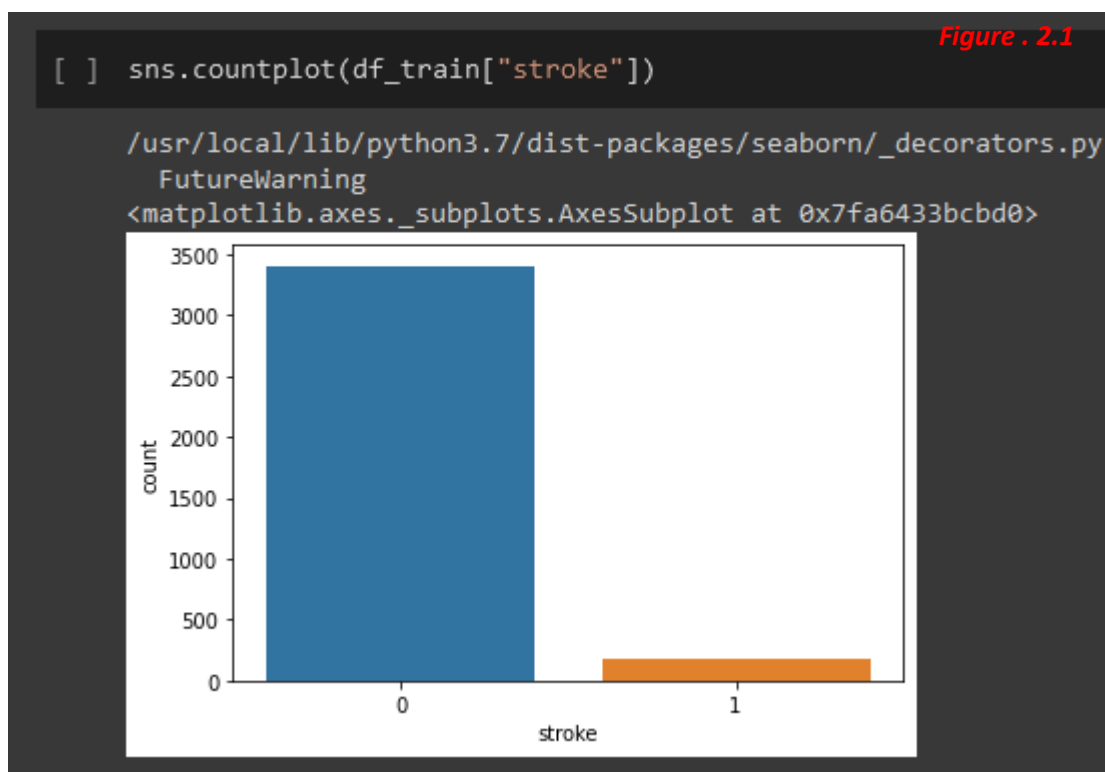 Figure . 2.1
[ ] sns.countplot(df_train["stroke"])
/usr/local/lib/python3.7/dist-packages/seaborn/_decorators.py
FutureWarning
<matplotlib.axes._subplots.AxesSubplot at 0x7fa6433bcbd0>
3500
3000
2500
2000
1500
1000
500
0
count
0 1
stroke